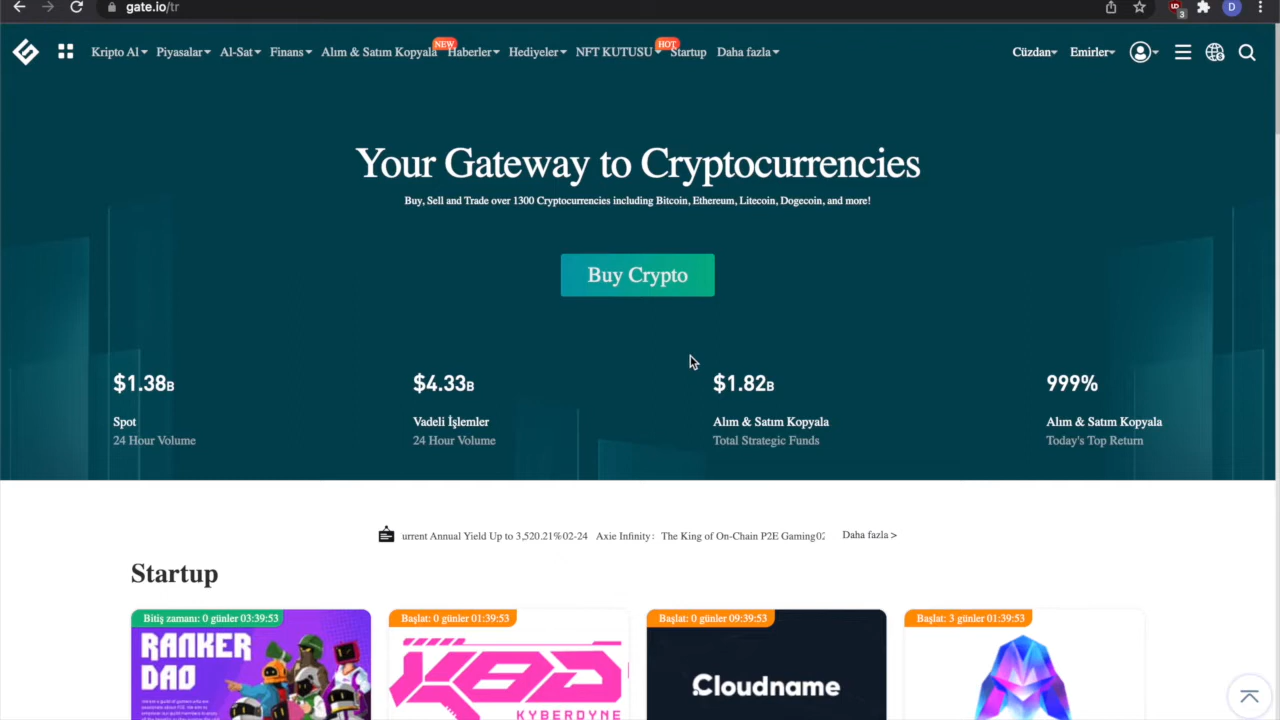 gate.io/tr
3
D
Kripto Al Piyasalar Al-Sat Finans Alım & Satım Kopyala NEW Haberler Hediyeler NFT KUTUSU HOT Startup Daha fazla
Cüzdan Emirler
Your Gateway to Cryptocurrencies
Buy, Sell and Trade over 1300 Cryptocurrencies including Bitcoin, Ethereum, Litecoin, Dogecoin, and more!
Buy Crypto
$1.38B $4.33B $1.82B 999%
Spot Vadeli İşlemler Alım & Satım Kopyala Alım & Satım Kopyala
24 Hour Volume 24 Hour Volume Total Strategic Funds Today's Top Return
urrent Annual Yield Up to 3,520.21%02-24 Axie Infinity: The King of On-Chain P2E Gaming02 Daha fazla >
Startup
Bitiş zamanı: 0 günler 03:39:53 Başlat: 0 günler 01:39:53 Başlat: 0 günler 09:39:53 Başlat: 3 günler 01:39:53
RANKER
DAO
KBD
KYBERDYNE
Cloudname